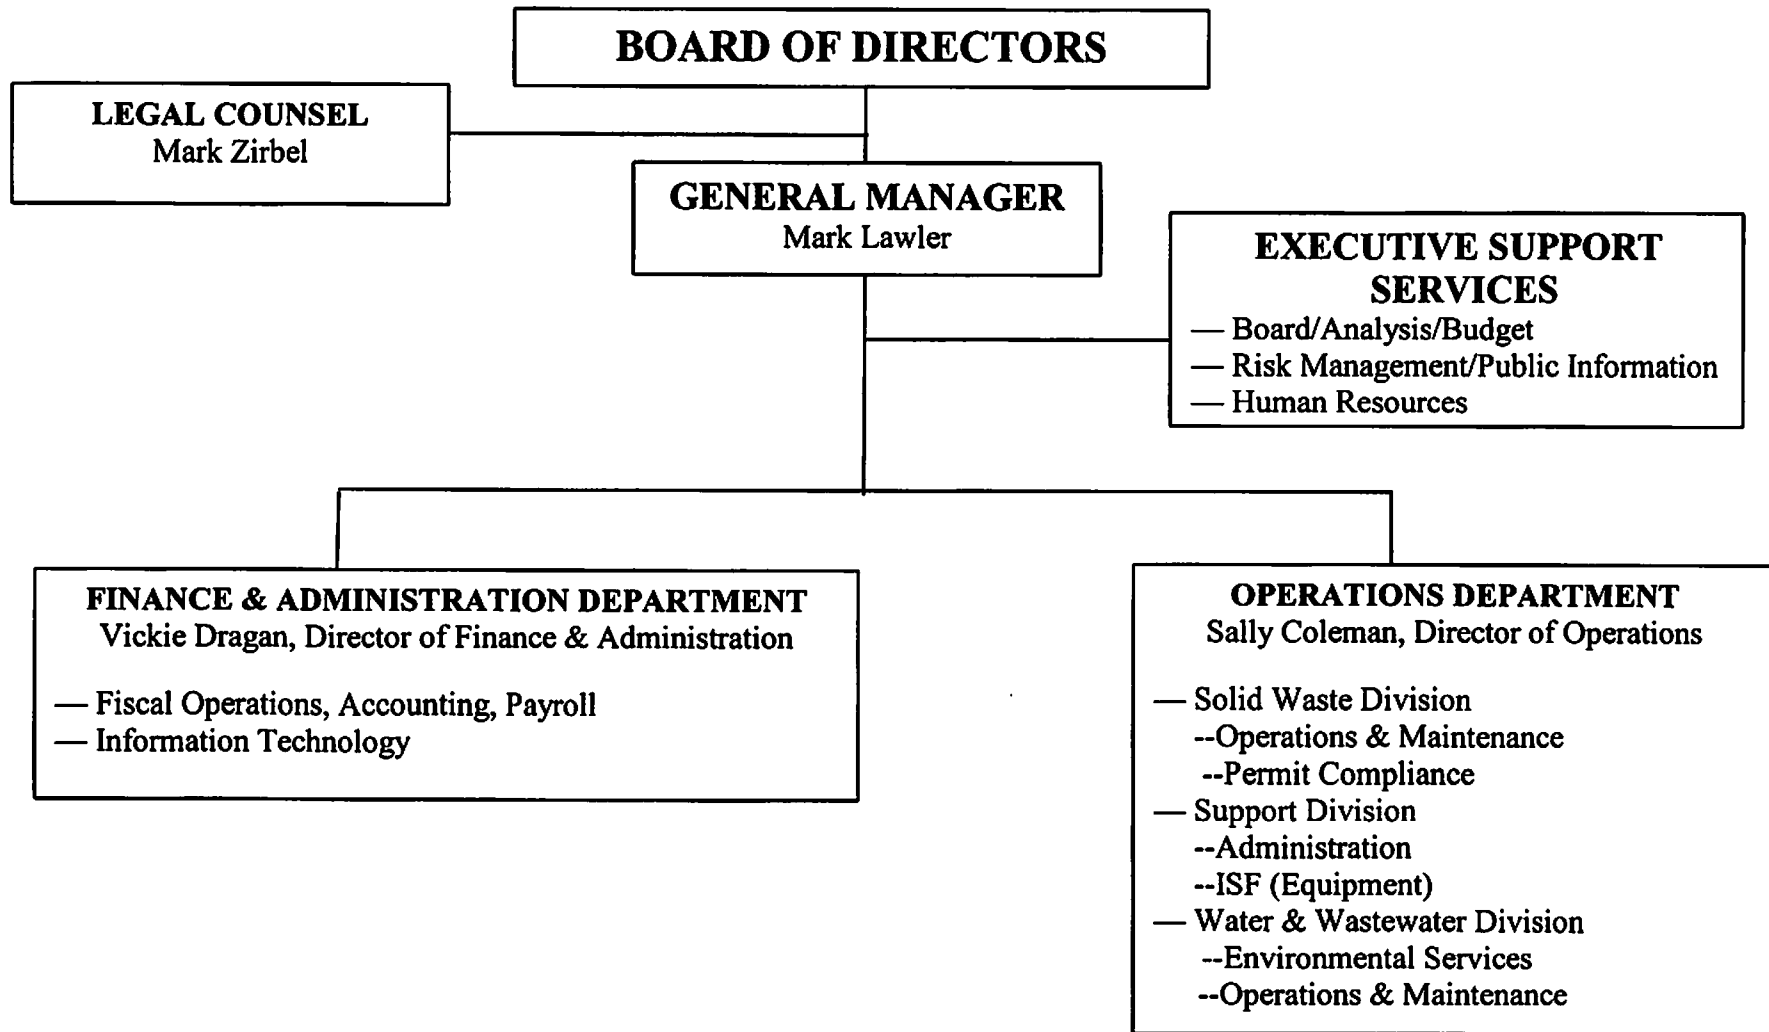 BOARD OF DIRECTORS
LEGAL COUNSEL
Mark Zirbel
GENERAL MANAGER
Mark Lawler
EXECUTIVE SUPPORT
SERVICES
— Board/Analysis/Budget
— Risk Management/Public Information
— Human Resources
FINANCE & ADMINISTRATION DEPARTMENT
Vickie Dragan, Director of Finance & Administration
— Fiscal Operations, Accounting, Payroll
— Information Technology
OPERATIONS DEPARTMENT
Sally Coleman, Director of Operations
— Solid Waste Division
--Operations & Maintenance
--Permit Compliance
— Support Division
--Administration
--ISF (Equipment)
— Water & Wastewater Division
--Environmental Services
--Operations & Maintenance